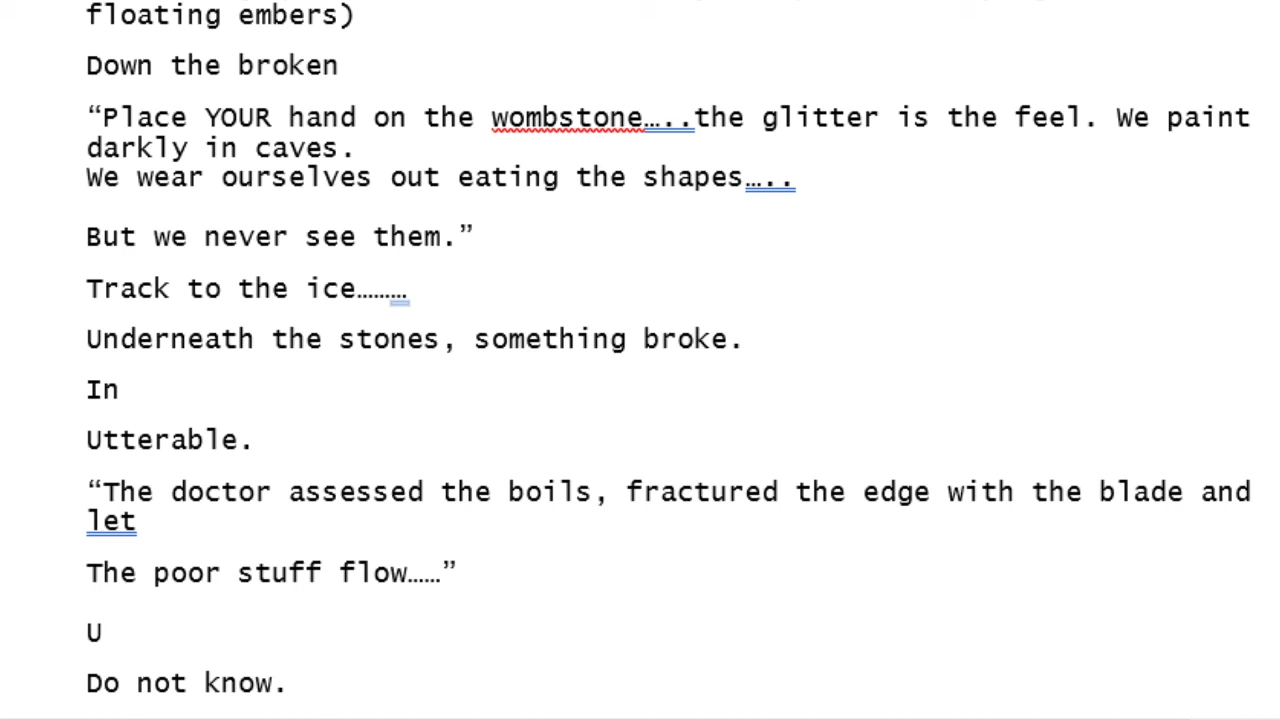 floating embers)
Down the broken
“Place YOUR hand on the wombstone…..the glitter is the feel. We paint
darkly in caves.
We wear ourselves out eating the shapes…..
But we never see them.”
Track to the ice………
Underneath the stones, something broke.
In
Utterable.
“The doctor assessed the boils, fractured the edge with the blade and
let
The poor stuff flow……”
U
Do not know.